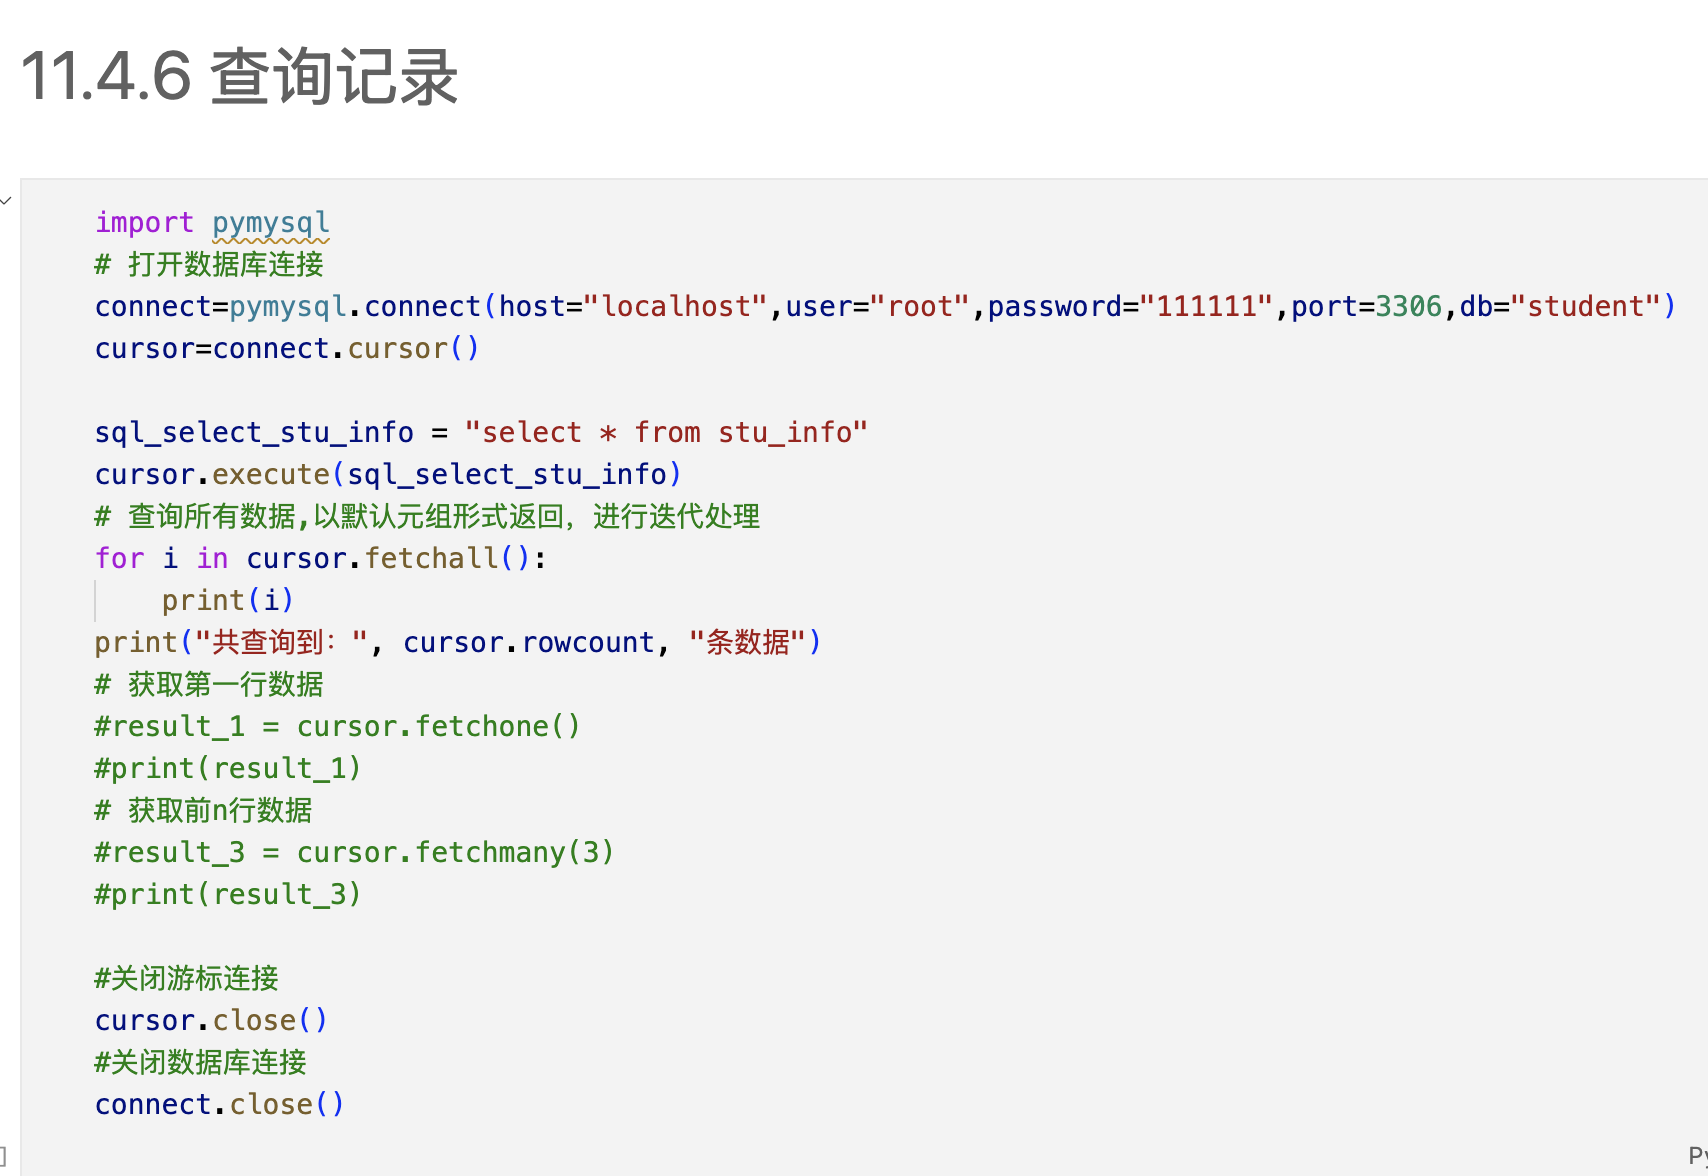 11.4.6 查询记录
import pymysql
# 打开数据库连接
connect=pymysql.connect(host="localhost",user="root",password="111111",port=3306,db="student")
cursor=connect.cursor()
sql_select_stu_info = "select * from stu_info"
cursor.execute(sql_select_stu_info)
# 查询所有数据,以默认元组形式返回，进行迭代处理
for i in cursor.fetchall():
    print(i)
print("共查询到：", cursor.rowcount, "条数据")
# 获取第一行数据
#result_1 = cursor.fetchone()
#print(result_1)
# 获取前n行数据
#result_3 = cursor.fetchmany(3)
#print(result_3)
#关闭游标连接
cursor.close()
#关闭数据库连接
connect.close()